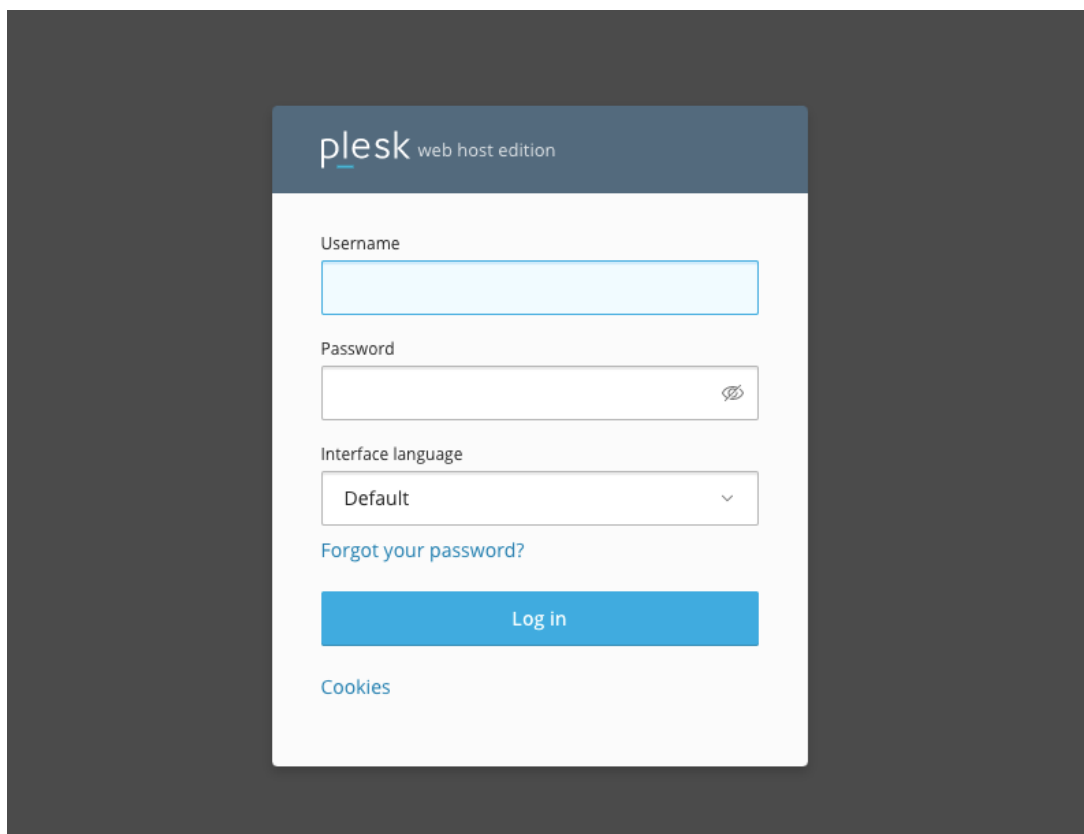 plesk web host edition
Username
Password
Interface language
Default
Forgot your password?
Log in
Cookies